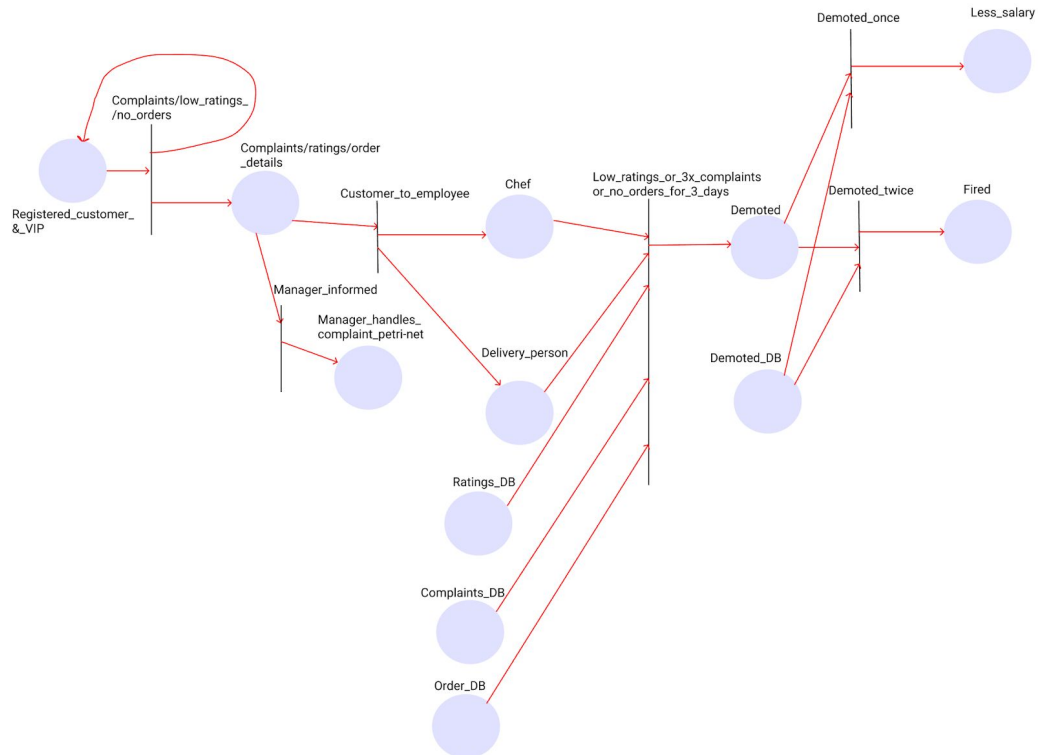 Less_salary
Demoted_once
Complaints/low_ratings_
/no_orders
Complaints/ratings/order
_details
Customer_to_employee
Chef
Low_ratings_or_3x_complaints
or_no_orders_for_3_days
Demoted_twice
Fired
Registered_customer_
&_VIP
Demoted
Manager_informed
Manager_handles_
complaint_petri-net
Delivery_person
Demoted_DB
Ratings_DB
Complaints_DB
Order_DB